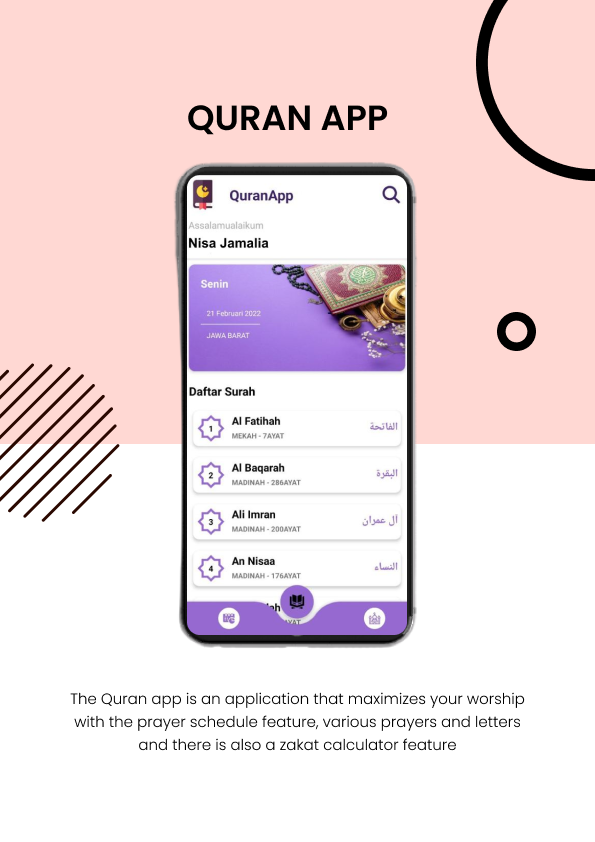 QURAN APP
QuranApp
Assalamualaikum
Nisa Jamalia
Senin
21 Februari 2022
JAWA BARAT
Daftar Surah
1
Al Fatihah
الفاتحة
MEKAH - 7AYAT
2
Al Baqarah
البقرة
MADINAH - 286AYAT
3
Ali Imran
آل عمران
MADINAH - 200AYAT
4
An Nisaa
النساء
MADINAH - 176AYAT
The Quran app is an application that maximizes your worship
with the prayer schedule feature, various prayers and letters
and there is also a zakat calculator feature